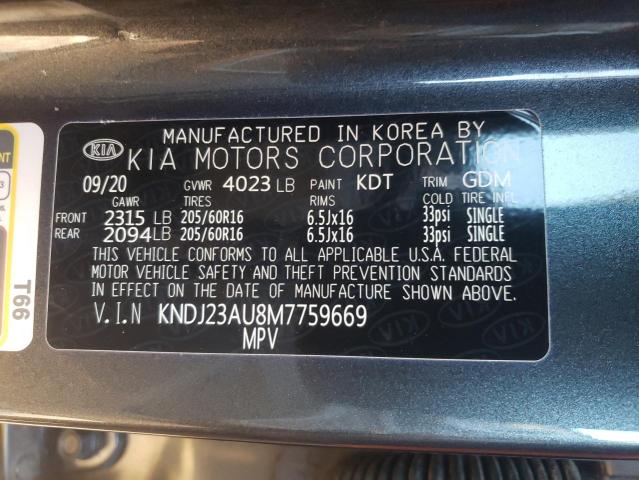 MANUFACTURED IN KOREA BY
KIA KIA MOTORS CORPORATION
09/20 GVWR 4023 LB PAINT KDT TRIM GDM
GAWR TIRES RIMS COLD TIRE INFL
FRONT 2315 LB 205/60R16 6.5Jx16 33psi SINGLE
REAR 2094 LB 205/60R16 6.5Jx16 33psi SINGLE
THIS VEHICLE CONFORMS TO ALL APPLICABLE U.S.A. FEDERAL
MOTOR VEHICLE SAFETY AND THEFT PREVENTION STANDARDS
IN EFFECT ON THE DATE OF MANUFACTURE SHOWN ABOVE.
V.I.N KNDJ23AU8M7759669
MPV
T66